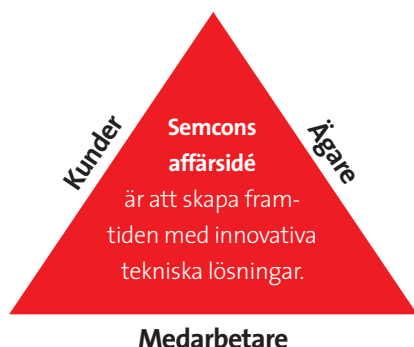 Kunder
Ägare
Semcons
affärsidé
är att skapa fram-
tiden med innovativa
tekniska lösningar.
Medarbetare